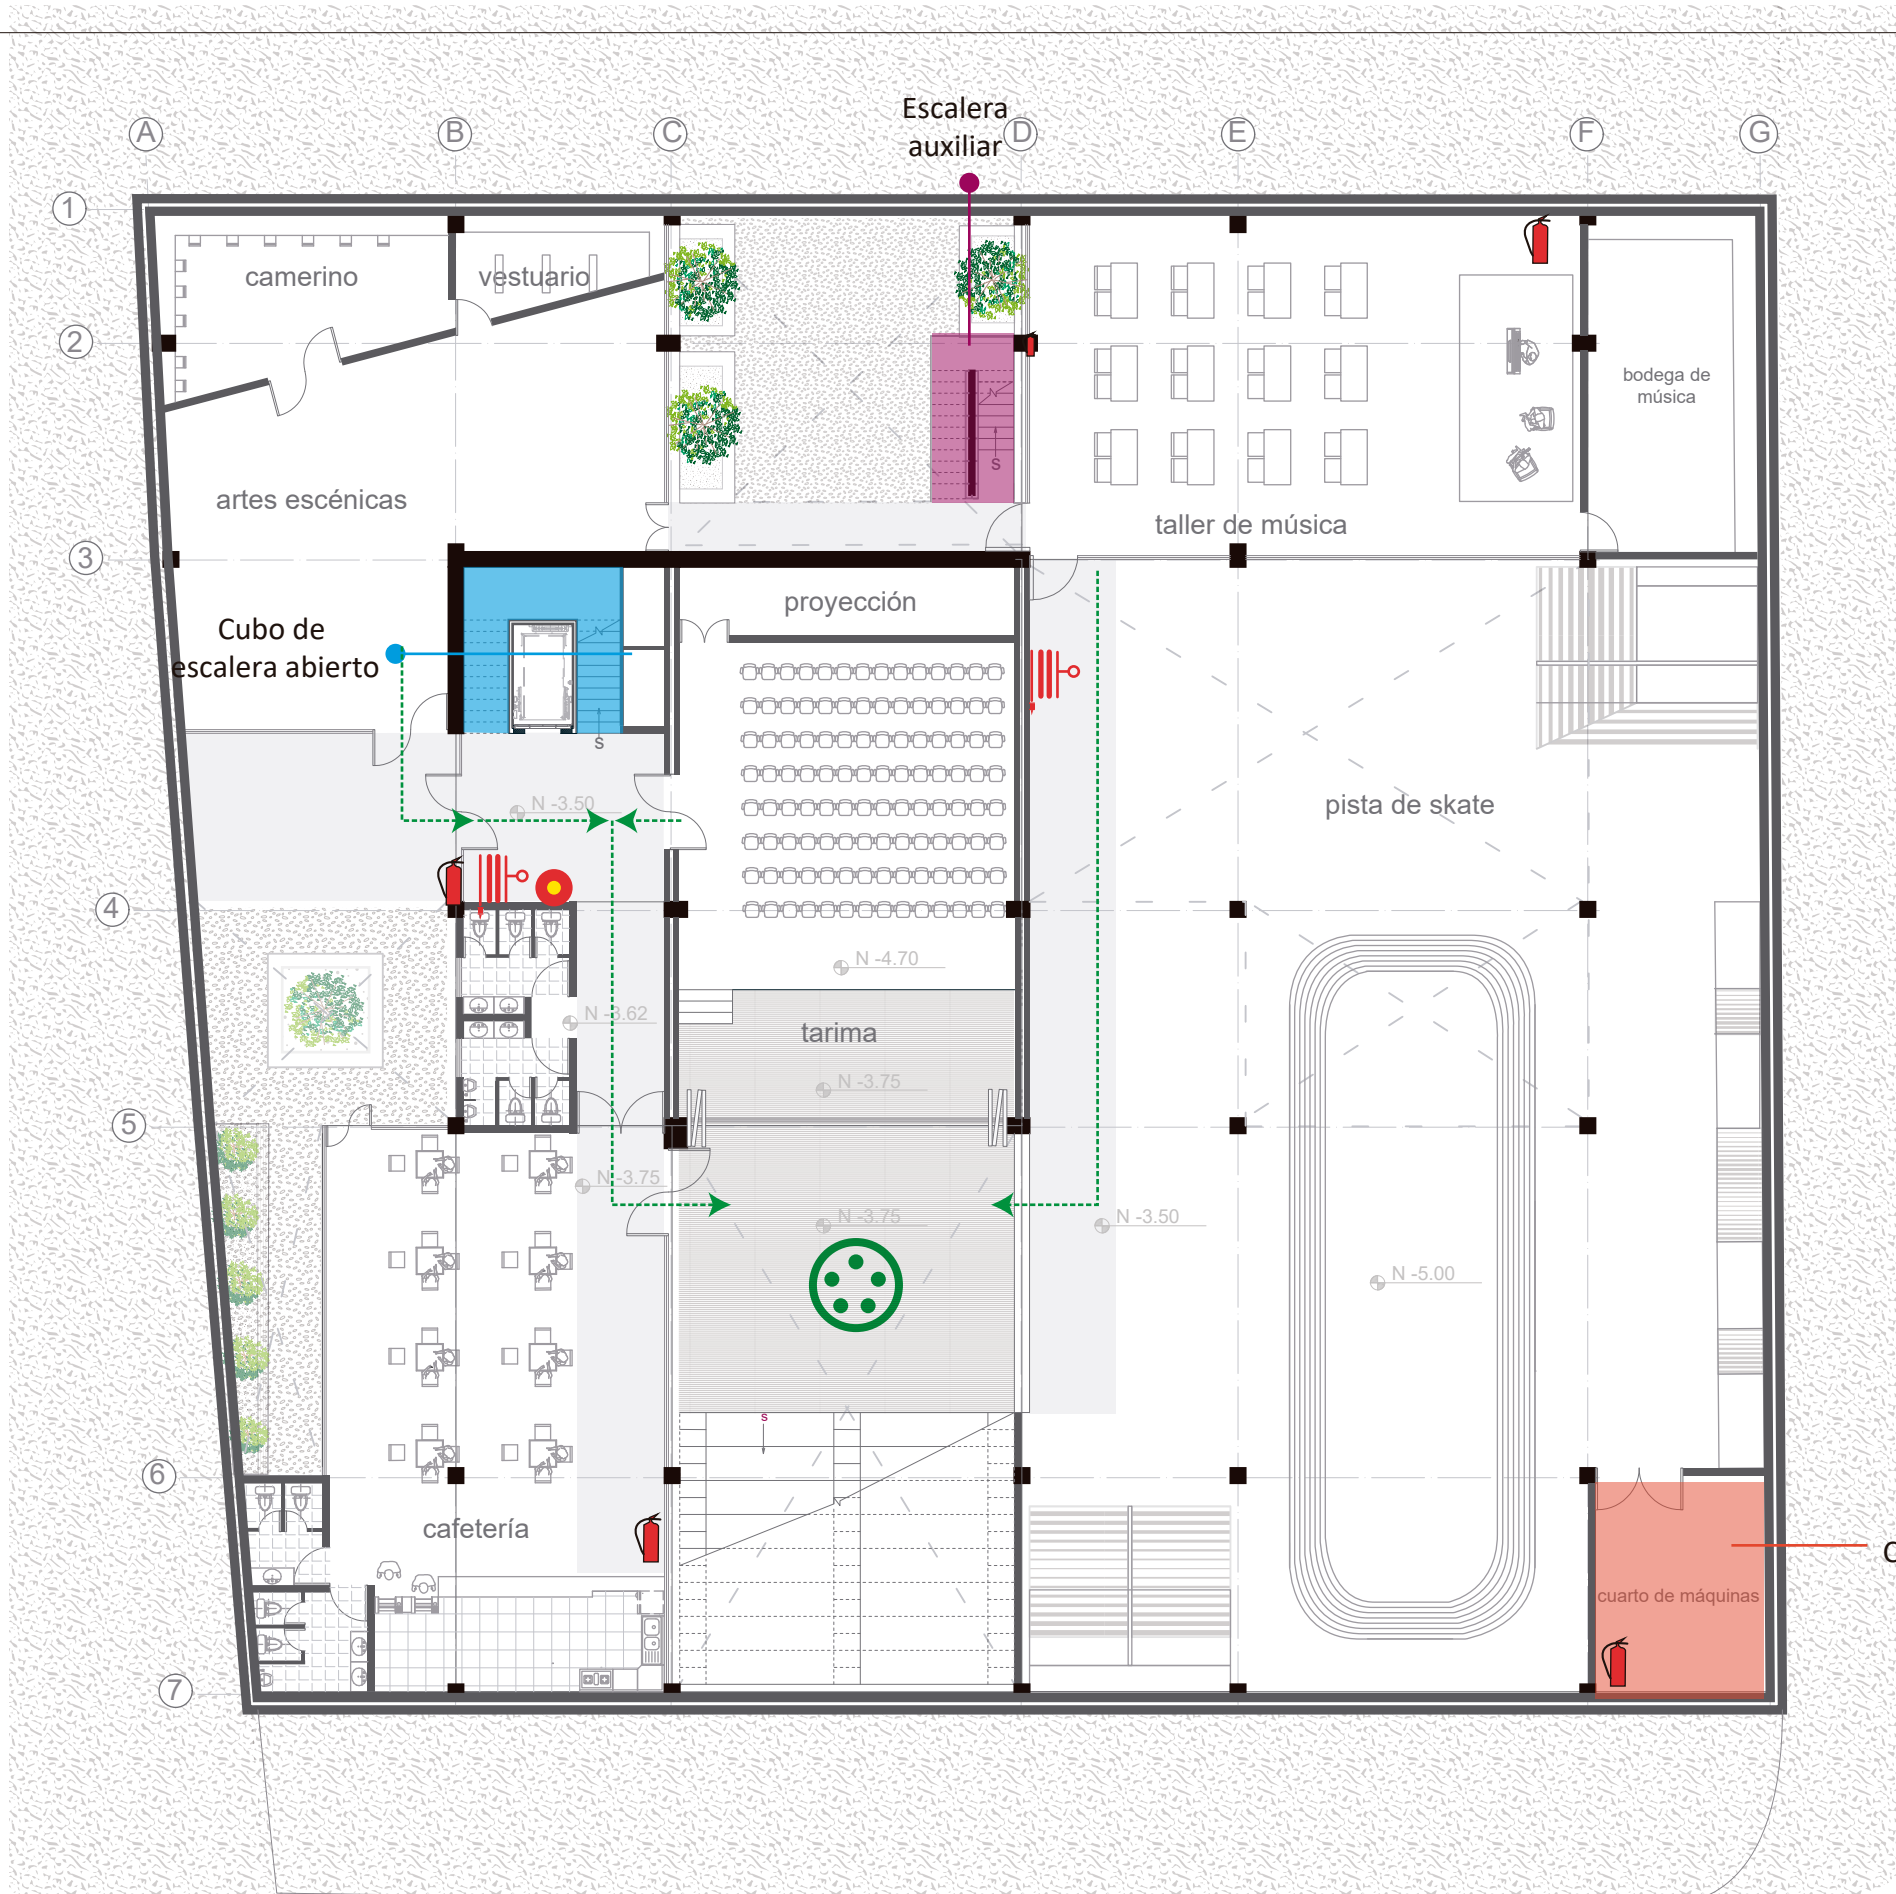 Escalera
auxiliar
A
B
C
D
E
F
G
1
camerino
vestuario
2
bodega de
música
S
artes escénicas
taller de música
3
proyección
Cubo de
escalera abierto
S
N -3.50
pista de skate
4
N -4.70
N -3.62
tarima
N -3.75
5
N -3.75
N -3.75
N -3.50
N -5.00
s
6
cafetería
cuarto de máquinas
7